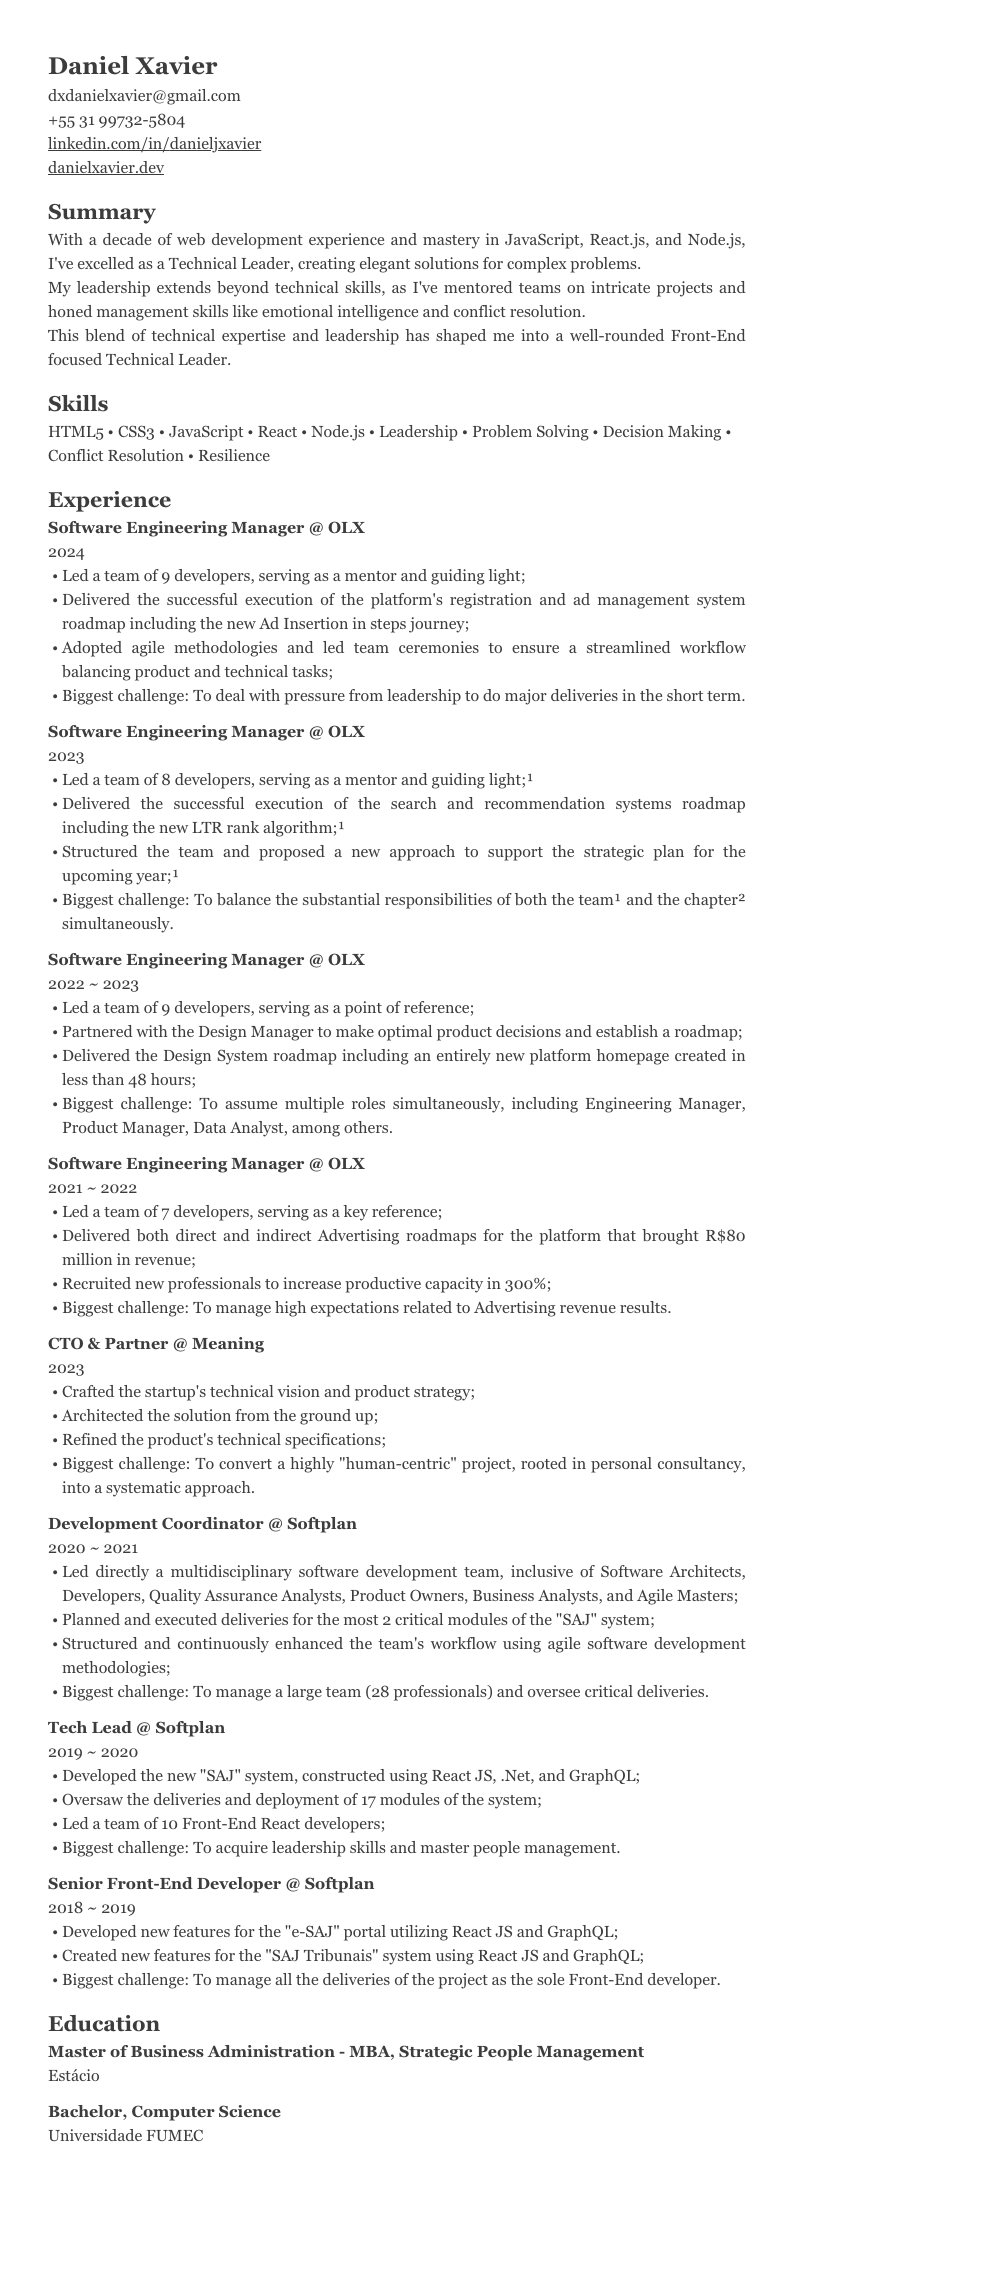 Daniel Xavier
dxdanielxavier@gmail.com
+55 31 99732-5804
linkedin.com/in/danieljxavier
danielxavier.dev
Summary
With a decade of web development experience and mastery in JavaScript, React.js, and Node.js,
I've excelled as a Technical Leader, creating elegant solutions for complex problems.
My leadership extends beyond technical skills, as I've mentored teams on intricate projects and
honed management skills like emotional intelligence and conflict resolution.
This blend of technical expertise and leadership has shaped me into a well-rounded Front-End
focused Technical Leader.
Skills
HTML5 • CSS3 • JavaScript • React • Node.js • Leadership • Problem Solving • Decision Making •
Conflict Resolution • Resilience
Experience
Software Engineering Manager @ OLX
2024
• Led a team of 9 developers, serving as a mentor and guiding light;
• Delivered the successful execution of the platform's registration and ad management system
roadmap including the new Ad Insertion in steps journey;
• Adopted agile methodologies and led team ceremonies to ensure a streamlined workflow
balancing product and technical tasks;
• Biggest challenge: To deal with pressure from leadership to do major deliveries in the short term.
Software Engineering Manager @ OLX
2023
• Led a team of 8 developers, serving as a mentor and guiding light;¹
• Delivered the successful execution of the search and recommendation systems roadmap
including the new LTR rank algorithm;¹
• Structured the team and proposed a new approach to support the strategic plan for the
upcoming year;¹
• Biggest challenge: To balance the substantial responsibilities of both the team¹ and the chapter²
simultaneously.
Software Engineering Manager @ OLX
2022 ~ 2023
• Led a team of 9 developers, serving as a point of reference;
• Partnered with the Design Manager to make optimal product decisions and establish a roadmap;
• Delivered the Design System roadmap including an entirely new platform homepage created in
less than 48 hours;
• Biggest challenge: To assume multiple roles simultaneously, including Engineering Manager,
Product Manager, Data Analyst, among others.
Software Engineering Manager @ OLX
2021 ~ 2022
• Led a team of 7 developers, serving as a key reference;
• Delivered both direct and indirect Advertising roadmaps for the platform that brought R$80
million in revenue;
• Recruited new professionals to increase productive capacity in 300%;
• Biggest challenge: To manage high expectations related to Advertising revenue results.
CTO & Partner @ Meaning
2023
• Crafted the startup's technical vision and product strategy;
• Architected the solution from the ground up;
• Refined the product's technical specifications;
• Biggest challenge: To convert a highly "human-centric" project, rooted in personal consultancy,
into a systematic approach.
Development Coordinator @ Softplan
2020 ~ 2021
• Led directly a multidisciplinary software development team, inclusive of Software Architects,
Developers, Quality Assurance Analysts, Product Owners, Business Analysts, and Agile Masters;
• Planned and executed deliveries for the most 2 critical modules of the "SAJ" system;
• Structured and continuously enhanced the team's workflow using agile software development
methodologies;
• Biggest challenge: To manage a large team (28 professionals) and oversee critical deliveries.
Tech Lead @ Softplan
2019 ~ 2020
• Developed the new "SAJ" system, constructed using React JS, .Net, and GraphQL;
• Oversaw the deliveries and deployment of 17 modules of the system;
• Led a team of 10 Front-End React developers;
• Biggest challenge: To acquire leadership skills and master people management.
Senior Front-End Developer @ Softplan
2018 ~ 2019
• Developed new features for the "e-SAJ" portal utilizing React JS and GraphQL;
• Created new features for the "SAJ Tribunais" system using React JS and GraphQL;
• Biggest challenge: To manage all the deliveries of the project as the sole Front-End developer.
Education
Master of Business Administration - MBA, Strategic People Management
Estácio
Bachelor, Computer Science
Universidade FUMEC